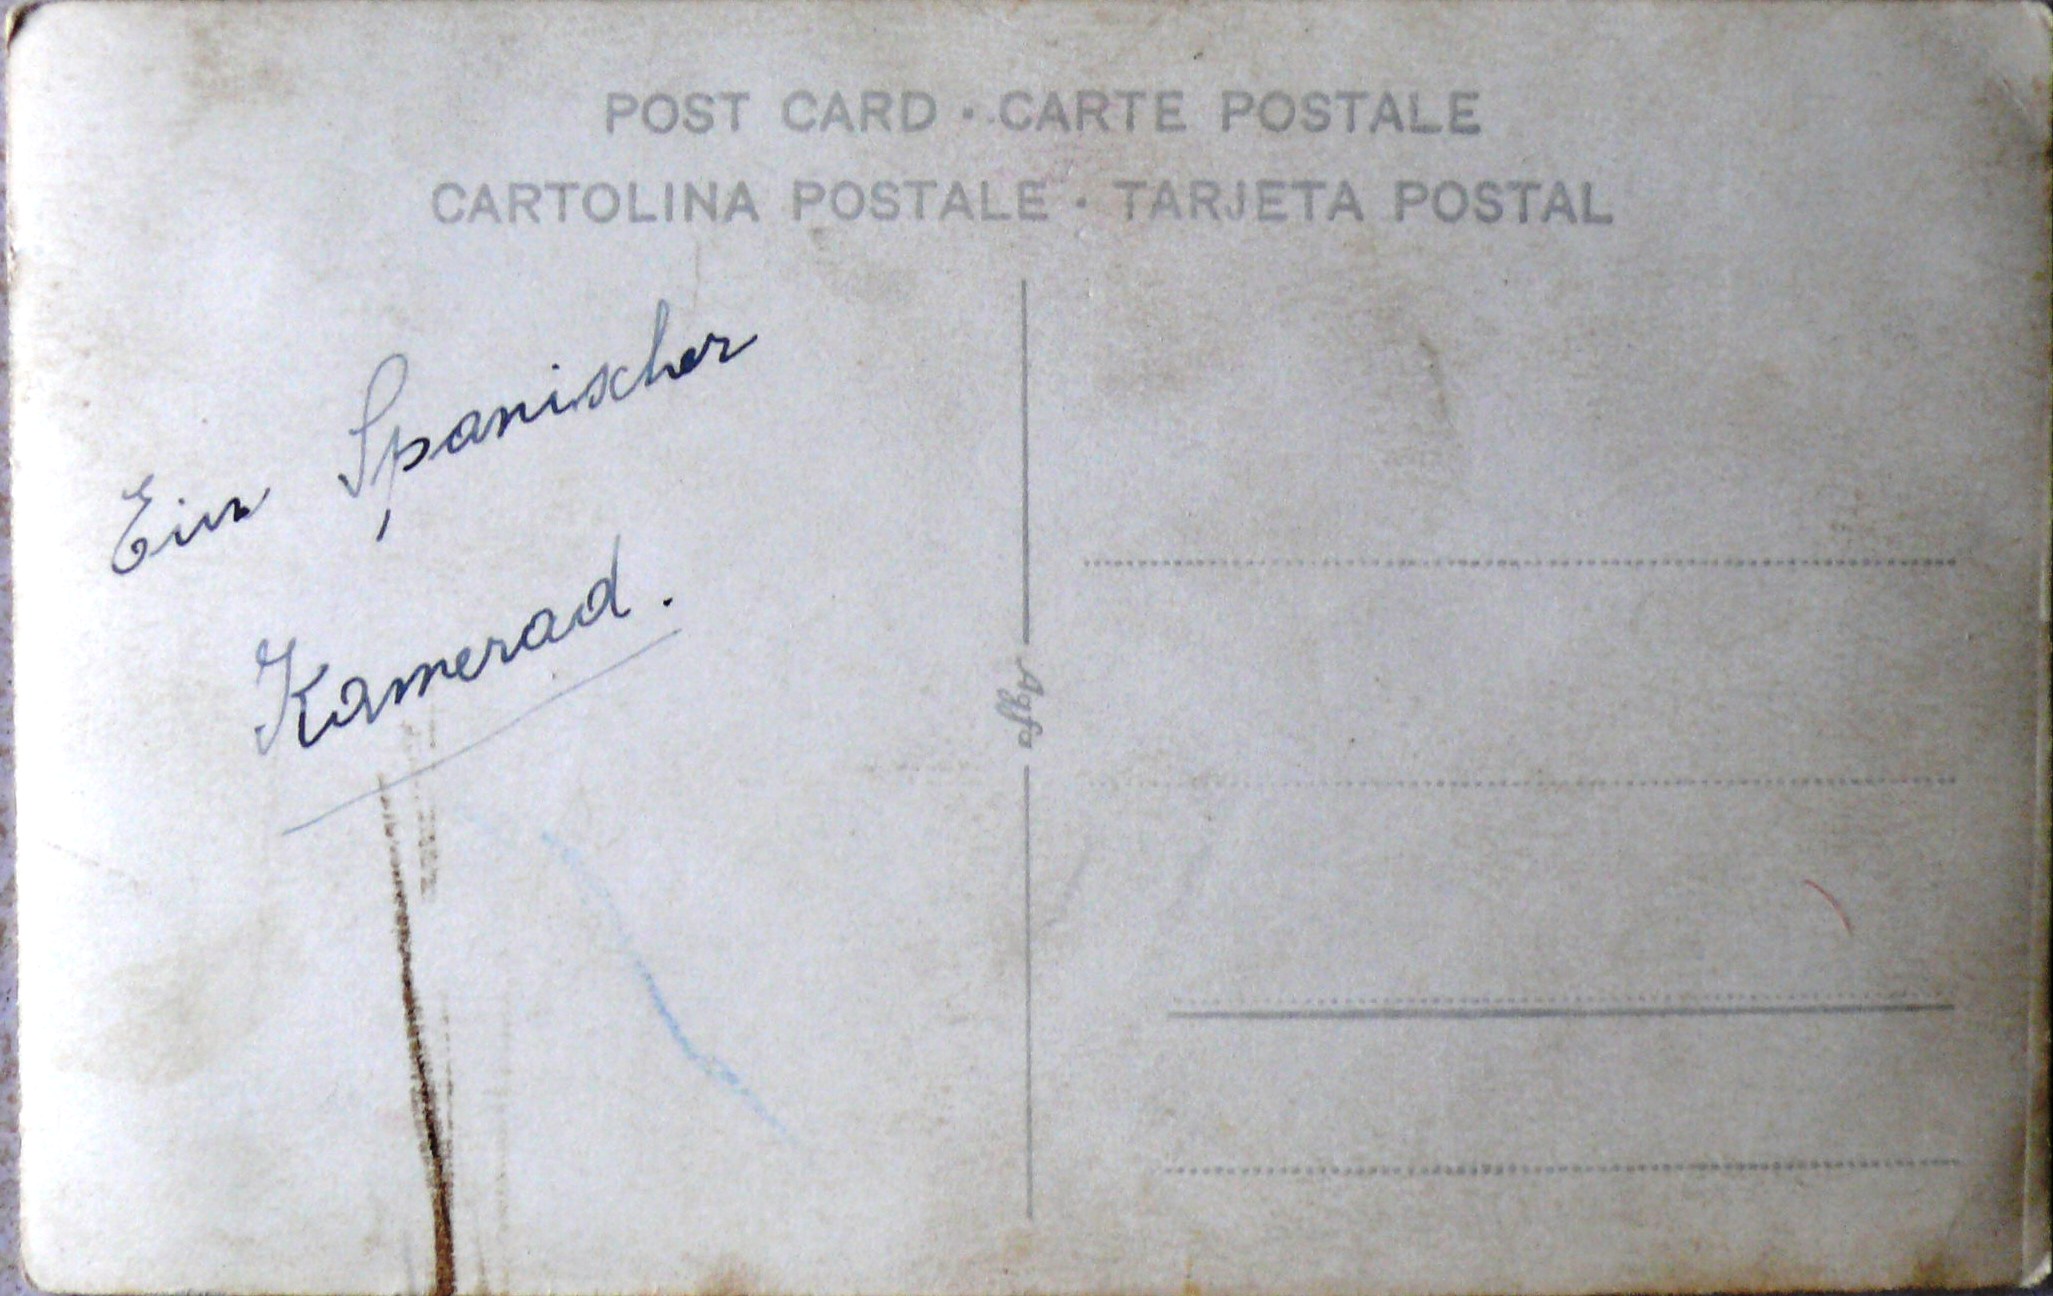 POST CARD · CARTE POSTALE
CARTOLINA POSTALE · TARJETA POSTAL
Ein Spanischer
Kamerad.
Agfa